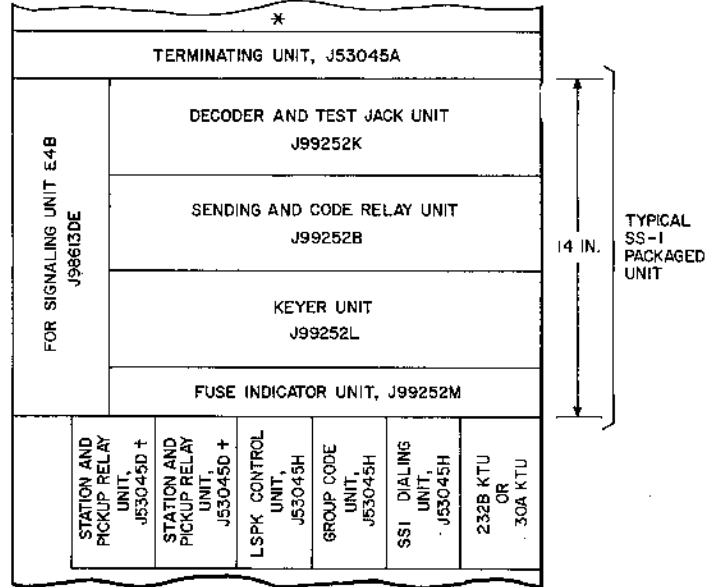 *
TERMINATING UNIT, J53045A
DECODER AND TEST JACK UNIT
J99252K
FOR SIGNALING UNIT E4B
J98613DE
SENDING AND CODE RELAY UNIT
J99252B
14 IN.
TYPICAL
SS-1
PACKAGED
UNIT
KEYER UNIT
J99252L
FUSE INDICATOR UNIT, J99252M
STATION AND
PICKUP RELAY
UNIT,
J53045D +
STATION AND
PICKUP RELAY
UNIT,
J53045D +
LSPK CONTROL
UNIT,
J53045H
GROUP CODE
UNIT,
J53045H
SSI DIALING
UNIT,
J53045H
232B KTU
OR
30A KTU